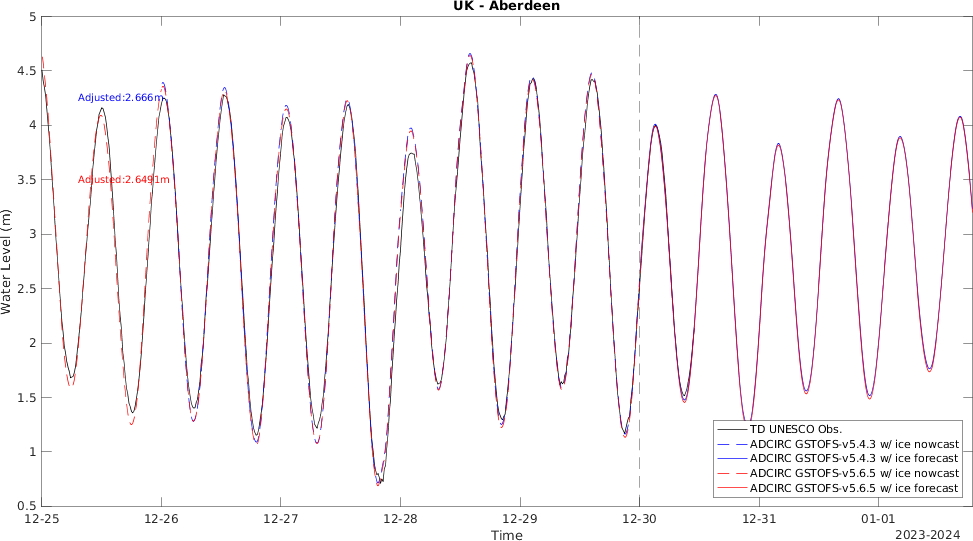 UK - Aberdeen
5
4.5
4
3.5
3
2.5
2
1.5
1
0.5
Water Level (m)
Adjusted:2.666m
Adjusted:2.6491m
TD UNESCO Obs.
ADCIRC GSTOFS-v5.4.3 w/ ice nowcast
ADCIRC GSTOFS-v5.4.3 w/ ice forecast
ADCIRC GSTOFS-v5.6.5 w/ ice nowcast
ADCIRC GSTOFS-v5.6.5 w/ ice forecast
12-25 12-26 12-27 12-28 12-29 12-30 12-31 01-01
Time
2023-2024